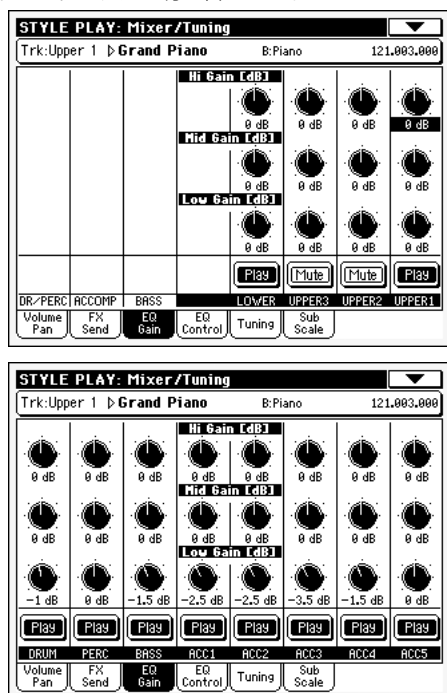 STYLE PLAY: Mixer/Tuning
Trk:Upper 1 ▷Grand Piano B:Piano 121.003.000
Hi Gain [dB]
0 dB 0 dB 0 dB 0 dB
Mid Gain [dB]
0 dB 0 dB 0 dB 0 dB
Low Gain [dB]
0 dB 0 dB 0 dB 0 dB
Play Mute Mute Play
DR/PERC ACCOMP BASS LOWER UPPER3 UPPER2 UPPER1
Volume Pan FX Send EQ Gain EQ Control Tuning Sub Scale
STYLE PLAY: Mixer/Tuning
Trk:Upper 1 ▷Grand Piano B:Piano 121.003.000
Hi Gain [dB]
0 dB 0 dB 0 dB 0 dB 0 dB 0 dB 0 dB 0 dB
Mid Gain [dB]
0 dB 0 dB 0 dB 0 dB 0 dB 0 dB 0 dB 0 dB
Low Gain [dB]
-1 dB 0 dB -1.5 dB -2.5 dB -2.5 dB -3.5 dB -1.5 dB 0 dB
Play Play Play Play Play Play Play Play
DRUM PERC BASS ACC1 ACC2 ACC3 ACC4 ACC5
Volume Pan FX Send EQ Gain EQ Control Tuning Sub Scale